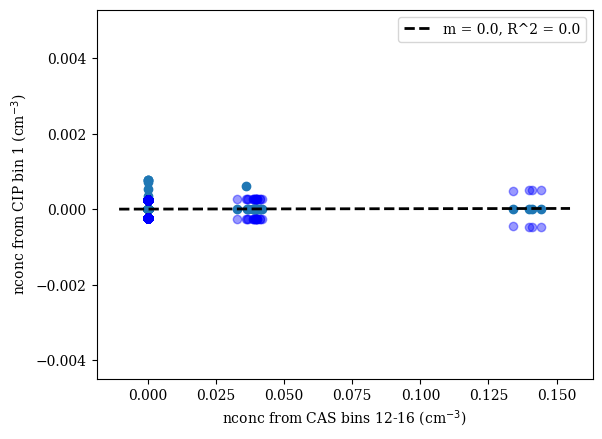 m = 0.0, R^2 = 0.0
0.004
0.002
0.000
−0.002
−0.004
nconc from CIP bin 1 (cm⁻³)
0.000 0.025 0.050 0.075 0.100 0.125 0.150
nconc from CAS bins 12-16 (cm⁻³)